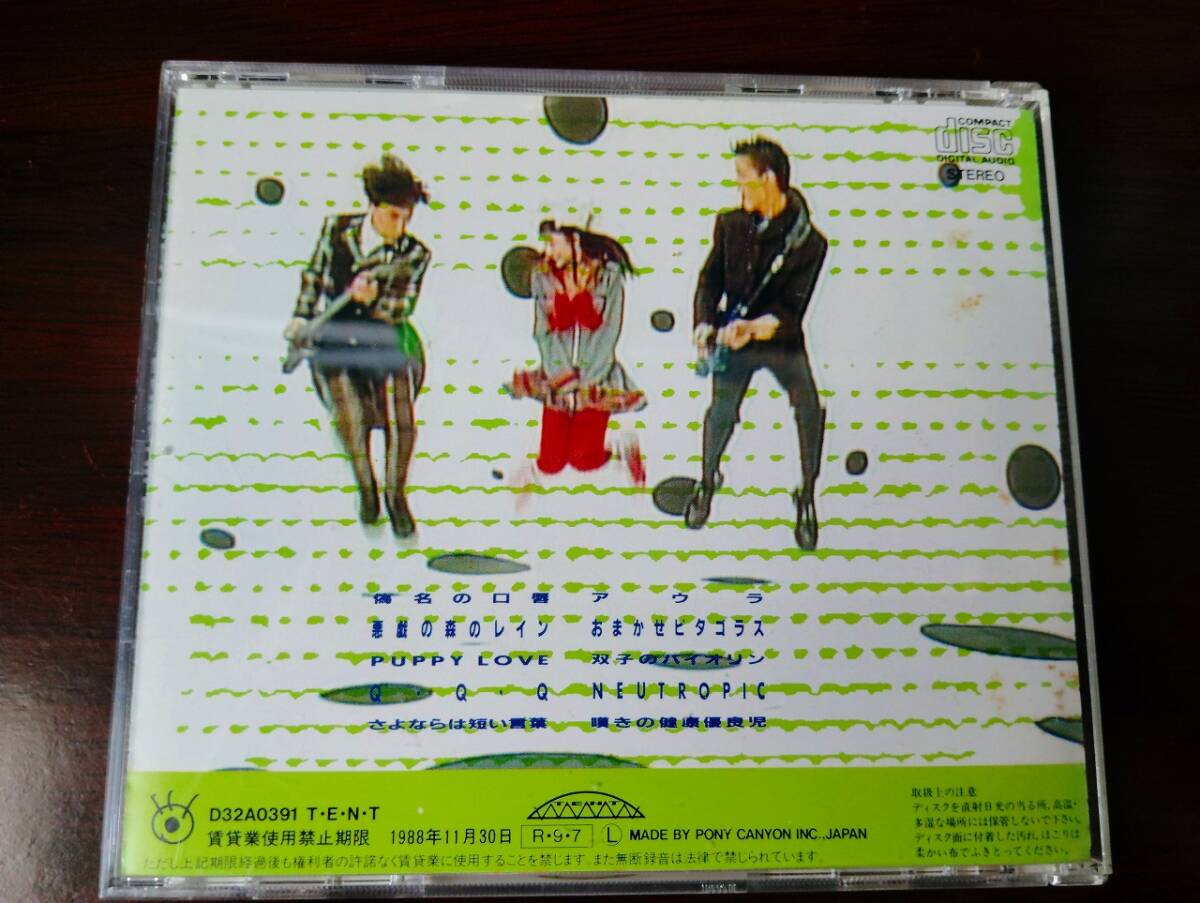 COMPACT
disc
DIGITAL AUDIO
STEREO
偽名の口唇
悪戯の森のレイン
PUPPY LOVE
Q・Q・Q
さよならは短い言葉
アウラ
おまかせピタゴラス
双子のバイオリン
NEUTROPIC
嘆きの健康優良児
D32A0391 T・E・N・T
賃貸業使用禁止期限 1988年11月30日 R・9・7 L MADE BY PONY CANYON INC.,JAPAN
ただし上記期限経過後も権利者の許諾なく賃貸業に使用することを禁じます。また無断録音は法律で禁じられています。
取扱上の注意
ディスクを直射日光の当る所,高温・
多湿な場所には保管しないで下さい。
ディスク面に付着した汚れ,ほこりは
柔かい布でふきとってください。